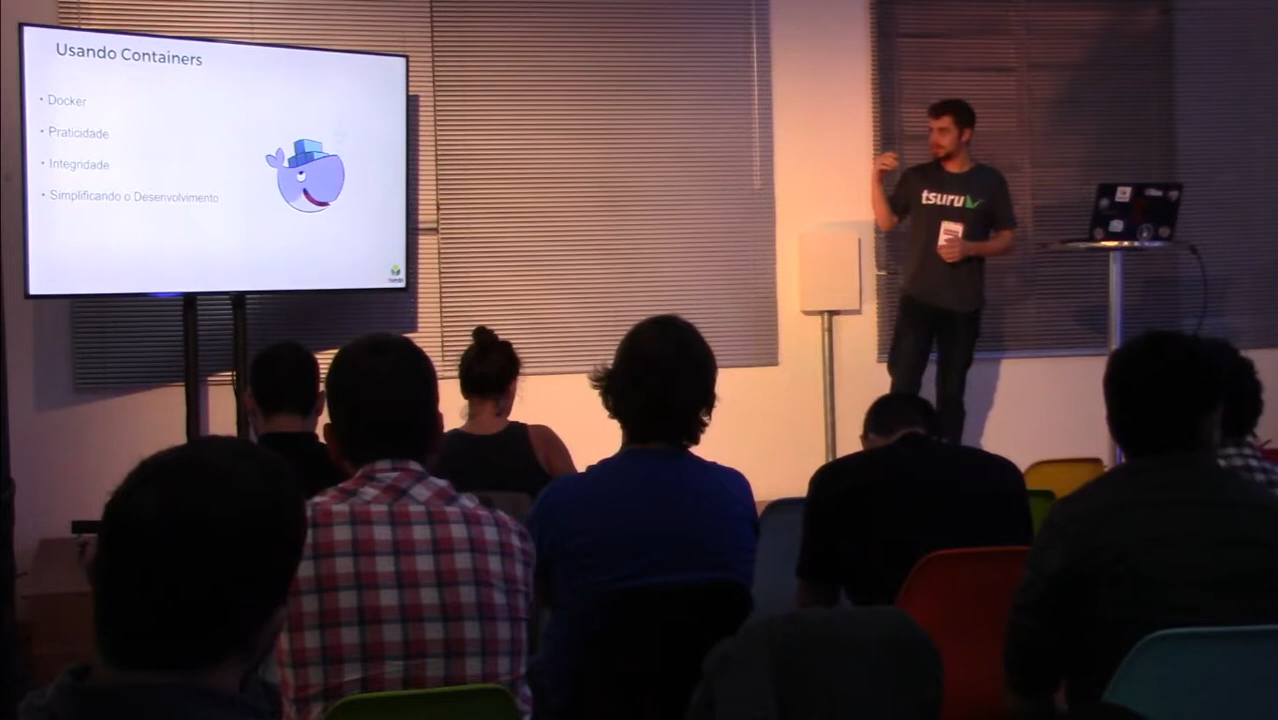 Usando Containers
• Docker
• Praticidade
• Integridade
• Simplificando o Desenvolvimento
tsuru